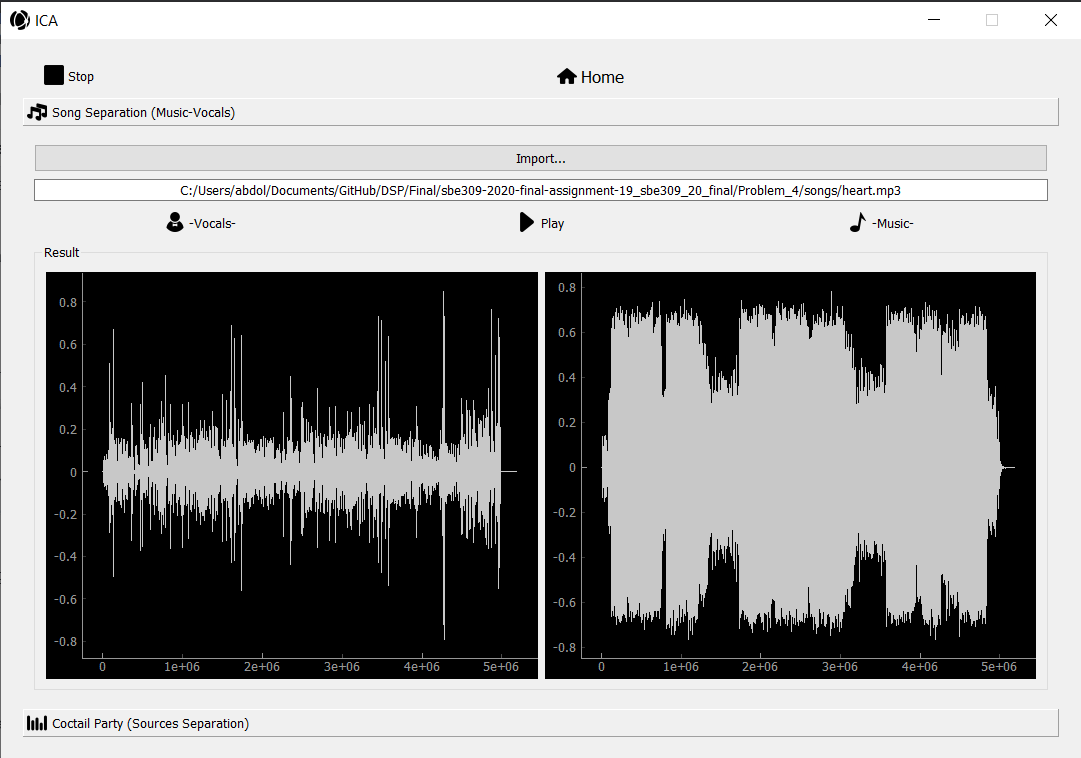 ICA
Stop
Home
Song Separation (Music-Vocals)
Import...
C:/Users/abdol/Documents/GitHub/DSP/Final/sbe309-2020-final-assignment-19_sbe309_20_final/Problem_4/songs/heart.mp3
-Vocals-
Play
-Music-
Result
0.8
0.6
0.4
0.2
0
-0.2
-0.4
-0.6
-0.8
0 1e+06 2e+06 3e+06 4e+06 5e+06
0.8
0.6
0.4
0.2
0
-0.2
-0.4
-0.6
-0.8
0 1e+06 2e+06 3e+06 4e+06 5e+06
Coctail Party (Sources Separation)